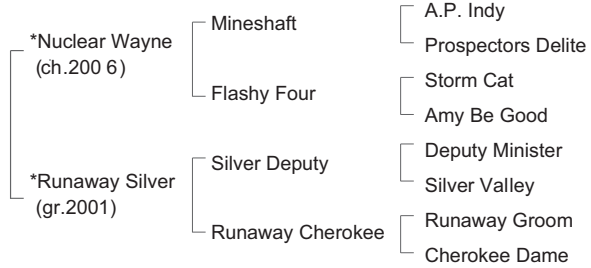 *Nuclear Wayne
(ch.200 6)
*Runaway Silver
(gr.2001)
Mineshaft
Flashy Four
Silver Deputy
Runaway Cherokee
A.P. Indy
Prospectors Delite
Storm Cat
Amy Be Good
Deputy Minister
Silver Valley
Runaway Groom
Cherokee Dame